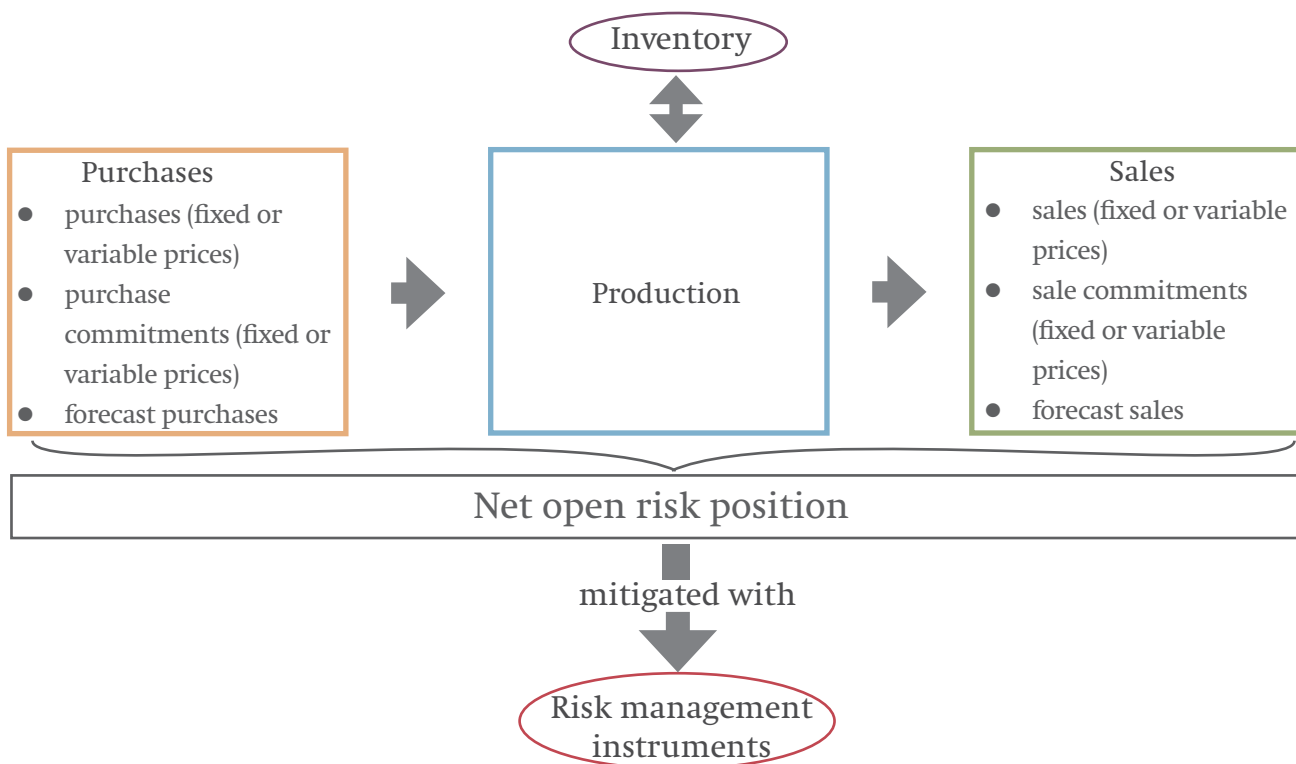 Inventory
Purchases
● purchases (fixed or
variable prices)
● purchase
commitments (fixed or
variable prices)
● forecast purchases
Production
Sales
● sales (fixed or variable
prices)
● sale commitments
(fixed or variable
prices)
● forecast sales
Net open risk position
mitigated with
Risk management
instruments